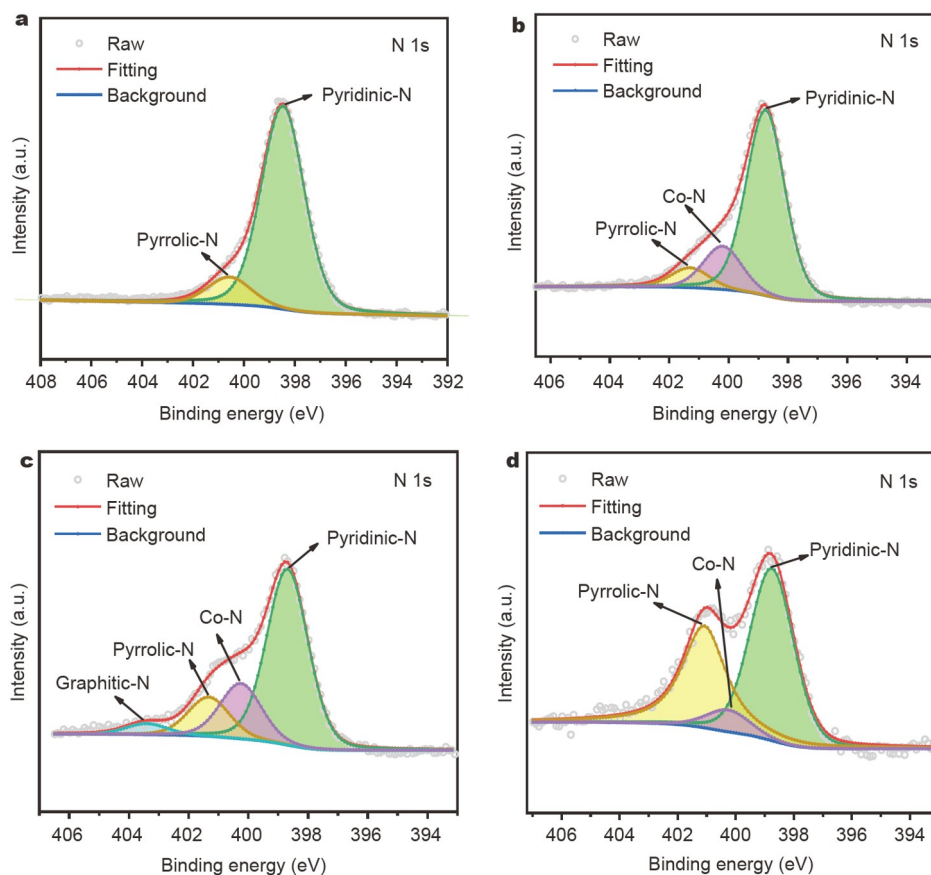 a
Raw
N 1s
Fitting
Background
Pyridinic-N
Pyrrolic-N
Intensity (a.u.)
408 406 404 402 400 398 396 394 392
Binding energy (eV)
b
Raw
N 1s
Fitting
Background
Pyridinic-N
Co-N
Pyrrolic-N
Intensity (a.u.)
406 404 402 400 398 396 394
Binding energy (eV)
c
Raw
N 1s
Fitting
Background
Pyridinic-N
Co-N
Pyrrolic-N
Graphitic-N
Intensity (a.u.)
406 404 402 400 398 396 394
Binding energy (eV)
d
Raw
N 1s
Fitting
Background
Pyridinic-N
Co-N
Pyrrolic-N
Intensity (a.u.)
406 404 402 400 398 396 394
Binding energy (eV)